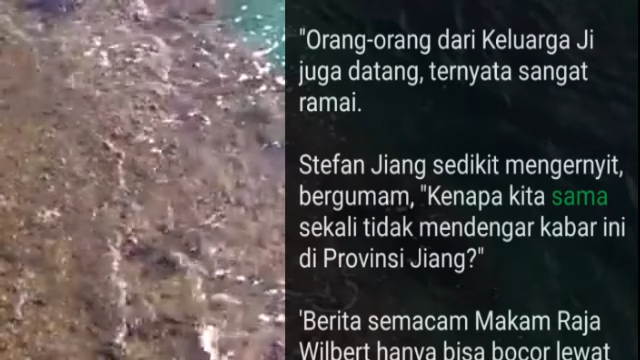 "Orang-orang dari Keluarga Ji
juga datang, ternyata sangat
ramai.
Stefan Jiang sedikit mengernyit,
bergumam, "Kenapa kita sama
sekali tidak mendengar kabar ini
di Provinsi Jiang?"
'Berita semacam Makam Raja
Wilbert hanya bisa bocor lewat